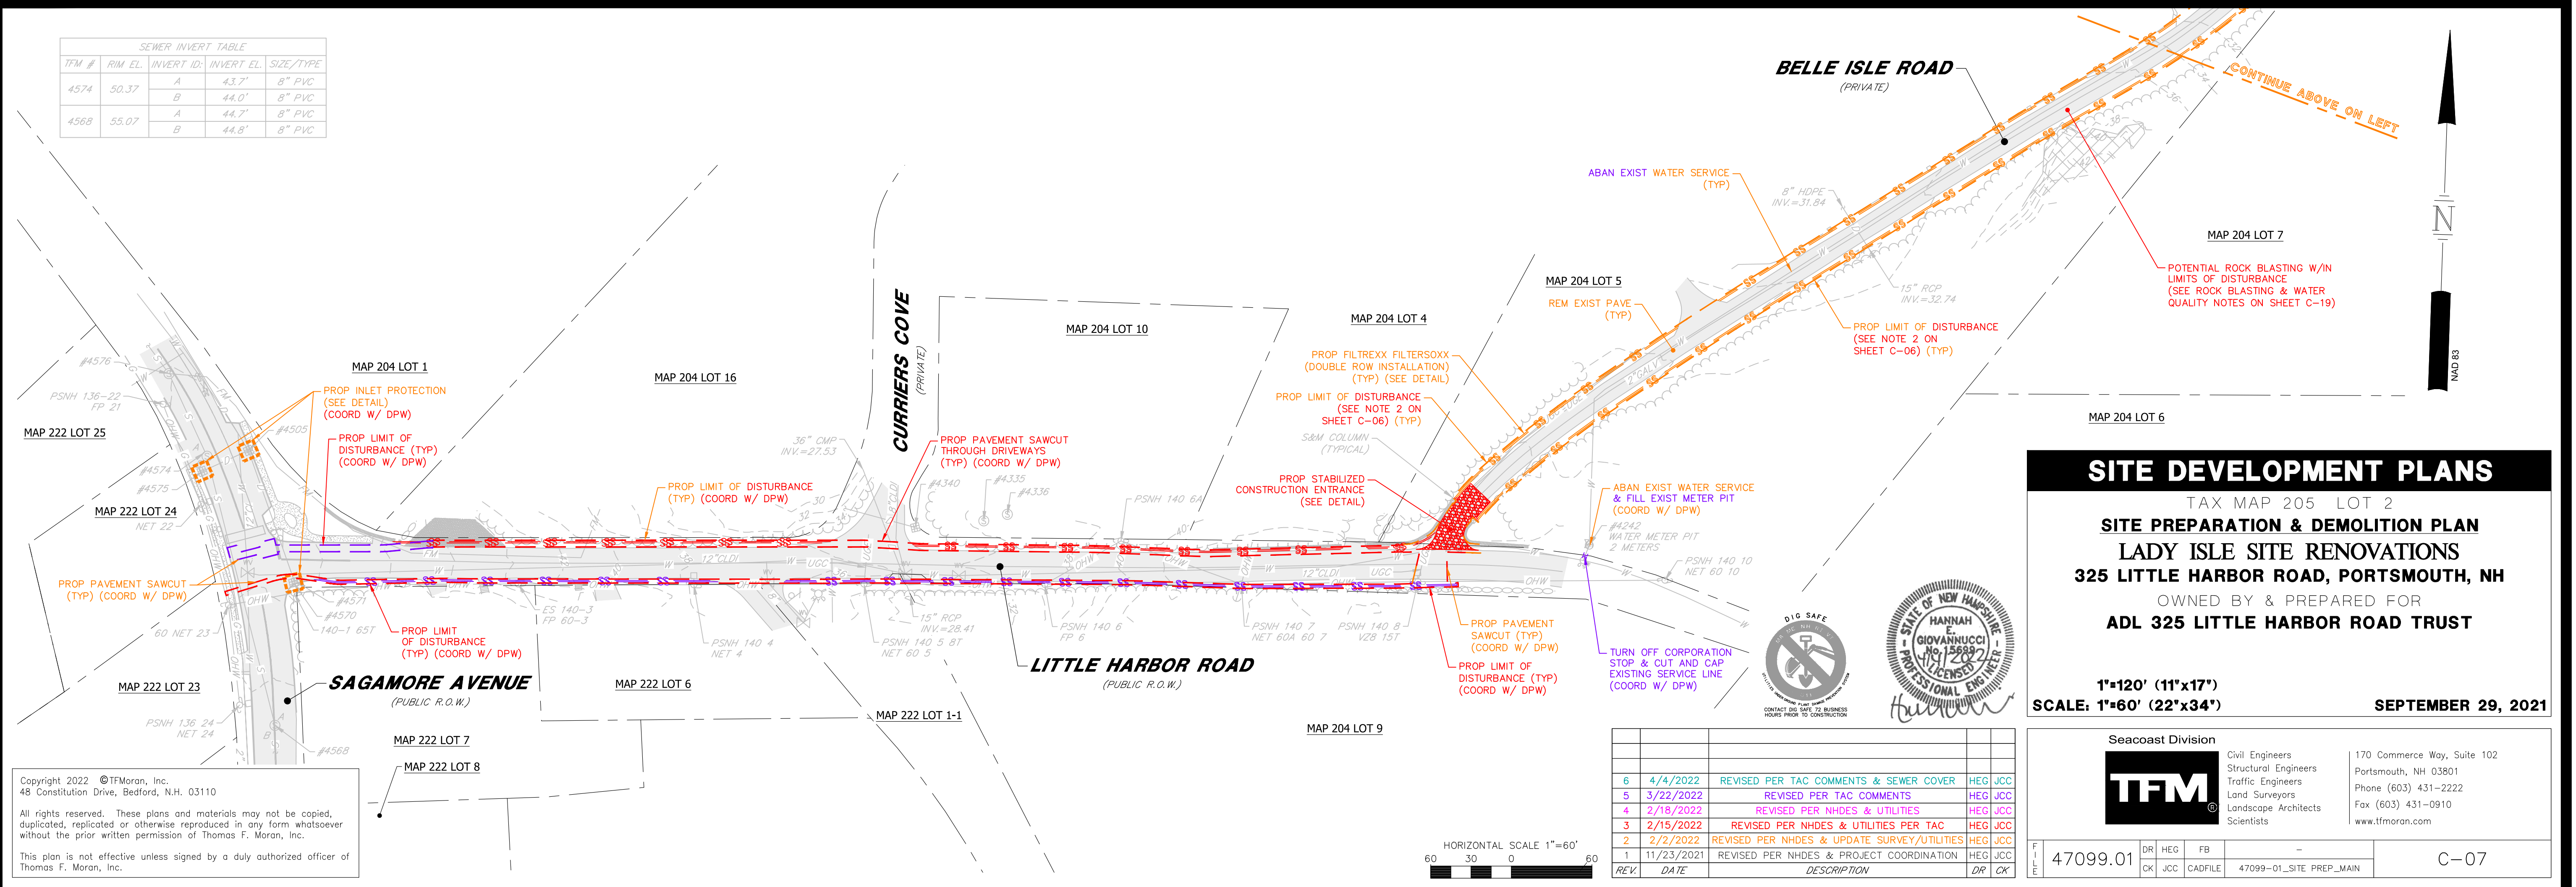 SEWER INVERT TABLE
TFM # RIM EL. INVERT ID: INVERT EL. SIZE/TYPE
4574 50.37 A 43.7' 8" PVC
B 44.0' 8" PVC
4568 55.07 A 44.7' 8" PVC
B 44.8' 8" PVC
BELLE ISLE ROAD
(PRIVATE)
CONTINUE ABOVE ON LEFT
ABAN EXIST WATER SERVICE
(TYP)
8" HDPE
INV.=31.84
MAP 204 LOT 7
N
NAD 83
POTENTIAL ROCK BLASTING W/IN
LIMITS OF DISTURBANCE
(SEE ROCK BLASTING & WATER
QUALITY NOTES ON SHEET C-19)
MAP 204 LOT 5
REM EXIST PAVE
(TYP)
15" RCP
INV.=32.74
PROP LIMIT OF DISTURBANCE
(SEE NOTE 2 ON
SHEET C-06) (TYP)
MAP 204 LOT 6
MAP 204 LOT 4
MAP 204 LOT 10
CURRIERS COVE
(PRIVATE)
PROP FILTREXX FILTERSOXX
(DOUBLE ROW INSTALLATION)
(TYP) (SEE DETAIL)
PROP LIMIT OF DISTURBANCE
(SEE NOTE 2 ON
SHEET C-06) (TYP)
S&M COLUMN
(TYPICAL)
PROP STABILIZED
CONSTRUCTION ENTRANCE
(SEE DETAIL)
2"GALV
#4576
MAP 204 LOT 1
PSNH 136-22
FP 21
PROP INLET PROTECTION
(SEE DETAIL)
(COORD W/ DPW)
MAP 204 LOT 16
MAP 222 LOT 25
#4505
PROP LIMIT OF
DISTURBANCE (TYP)
(COORD W/ DPW)
36" CMP
INV.=27.53
PROP PAVEMENT SAWCUT
THROUGH DRIVEWAYS
(TYP) (COORD W/ DPW)
#4574
#4575
MAP 222 LOT 24
NET 22
PROP LIMIT OF DISTURBANCE
(TYP) (COORD W/ DPW)
#4340
#4335
#4336
PSNH 140 6A
ABAN EXIST WATER SERVICE
& FILL EXIST METER PIT
(COORD W/ DPW)
#4242
WATER METER PIT
2 METERS
PSNH 140 10
NET 60 10
12"CLDI
UGC
12"CLDI
UGC
OHW
PROP PAVEMENT SAWCUT
(TYP) (COORD W/ DPW)
#4571
#4570
140-1 65T
60 NET 23
ES 140-3
FP 60-3
PROP LIMIT
OF DISTURBANCE
(TYP) (COORD W/ DPW)
PSNH 140 4
NET 4
PSNH 140 5 8T
NET 60 5
15" RCP
INV.=28.41
PSNH 140 6
FP 6
PSNH 140 7
NET 60A 60 7
PSNH 140 8
VZB 15T
PROP PAVEMENT
SAWCUT (TYP)
(COORD W/ DPW)
PROP LIMIT OF
DISTURBANCE (TYP)
(COORD W/ DPW)
TURN OFF CORPORATION
STOP & CUT AND CAP
EXISTING SERVICE LINE
(COORD W/ DPW)
LITTLE HARBOR ROAD
(PUBLIC R.O.W.)
SAGAMORE AVENUE
(PUBLIC R.O.W.)
MAP 222 LOT 23
MAP 222 LOT 6
MAP 222 LOT 1-1
MAP 204 LOT 9
PSNH 136 24
NET 24
#4568
MAP 222 LOT 7
MAP 222 LOT 8
DIG SAFE
CONTACT DIG SAFE 72 BUSINESS
HOURS PRIOR TO CONSTRUCTION
STATE OF NEW HAMPSHIRE
HANNAH
E.
GIOVANNUCCI
No. 15699
LICENSED
PROFESSIONAL ENGINEER
SITE DEVELOPMENT PLANS
TAX MAP 205 LOT 2
SITE PREPARATION & DEMOLITION PLAN
LADY ISLE SITE RENOVATIONS
325 LITTLE HARBOR ROAD, PORTSMOUTH, NH
OWNED BY & PREPARED FOR
ADL 325 LITTLE HARBOR ROAD TRUST
1"=120' (11"x17")
SCALE: 1"=60' (22"x34")
SEPTEMBER 29, 2021
Copyright 2022 ©TFMoran, Inc.
48 Constitution Drive, Bedford, N.H. 03110
All rights reserved. These plans and materials may not be copied,
duplicated, replicated or otherwise reproduced in any form whatsoever
without the prior written permission of Thomas F. Moran, Inc.
This plan is not effective unless signed by a duly authorized officer of
Thomas F. Moran, Inc.
HORIZONTAL SCALE 1"=60'
60 30 0 60
6 4/4/2022 REVISED PER TAC COMMENTS & SEWER COVER HEG JCC
5 3/22/2022 REVISED PER TAC COMMENTS HEG JCC
4 2/18/2022 REVISED PER NHDES & UTILITIES HEG JCC
3 2/15/2022 REVISED PER NHDES & UTILITIES PER TAC HEG JCC
2 2/2/2022 REVISED PER NHDES & UPDATE SURVEY/UTILITIES HEG JCC
1 11/23/2021 REVISED PER NHDES & PROJECT COORDINATION HEG JCC
REV. DATE DESCRIPTION DR CK
Seacoast Division
TFM
Civil Engineers
Structural Engineers
Traffic Engineers
Land Surveyors
Landscape Architects
Scientists
170 Commerce Way, Suite 102
Portsmouth, NH 03801
Phone (603) 431-2222
Fax (603) 431-0910
www.tfmoran.com
FILE 47099.01 DR HEG FB -
CK JCC CADFILE 47099-01_SITE PREP_MAIN
C-07